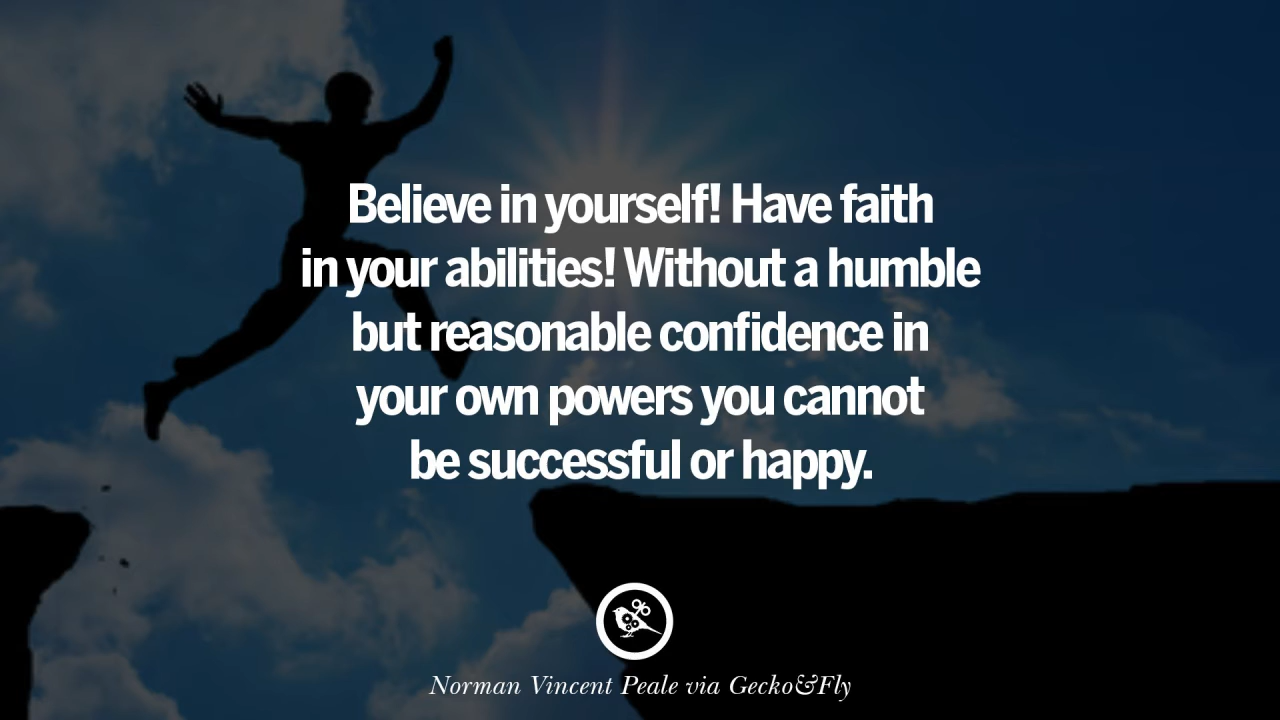 Believe in yourself! Have faith
in your abilities! Without a humble
but reasonable confidence in
your own powers you cannot
be successful or happy.
Norman Vincent Peale via Gecko&Fly